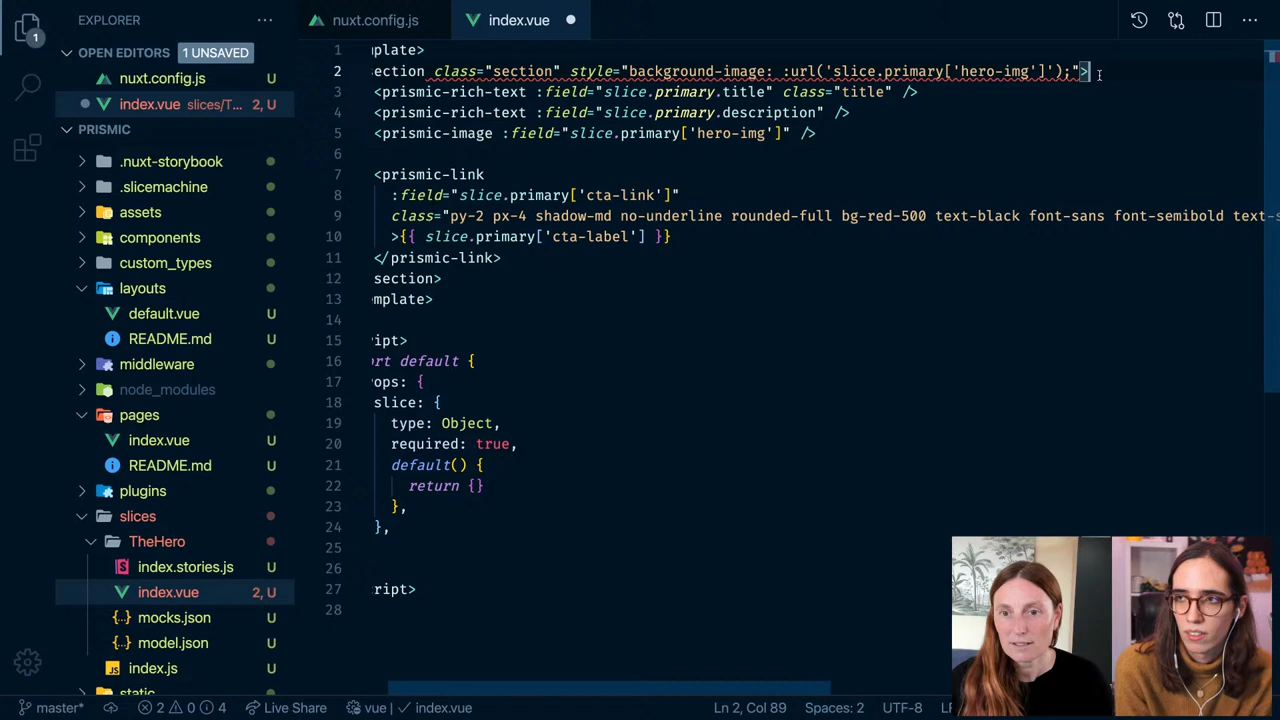 EXPLORER
nuxt.config.js
index.vue
OPEN EDITORS 1 UNSAVED
nuxt.config.js U
index.vue slices/T... 2, U
PRISMIC
.nuxt-storybook
.slicemachine
assets
components
custom_types
layouts
default.vue U
README.md U
middleware
node_modules
pages
index.vue U
README.md U
plugins
slices
TheHero
index.stories.js U
index.vue 2, U
mocks.json U
model.json U
index.js U
static
1 mplate>
2 section class="section" style="background-image: :url('slice.primary['hero-img']');">
3 <prismic-rich-text :field="slice.primary.title" class="title" />
4 <prismic-rich-text :field="slice.primary.description" />
5 <prismic-image :field="slice.primary['hero-img']" />
6
7 <prismic-link
8 :field="slice.primary['cta-link']"
9 class="py-2 px-4 shadow-md no-underline rounded-full bg-red-500 text-black font-sans font-semibold text-s
10 >{{ slice.primary['cta-label'] }}
11 </prismic-link>
12 section>
13 mplate>
14
15 ript>
16 rt default {
17 ops: {
18 slice: {
19 type: Object,
20 required: true,
21 default() {
22 return {}
23 },
24 },
25
26
27 cript>
28
1
master* 2 0 4 Live Share vue index.vue Ln 2, Col 89 Spaces: 2 UTF-8 LF